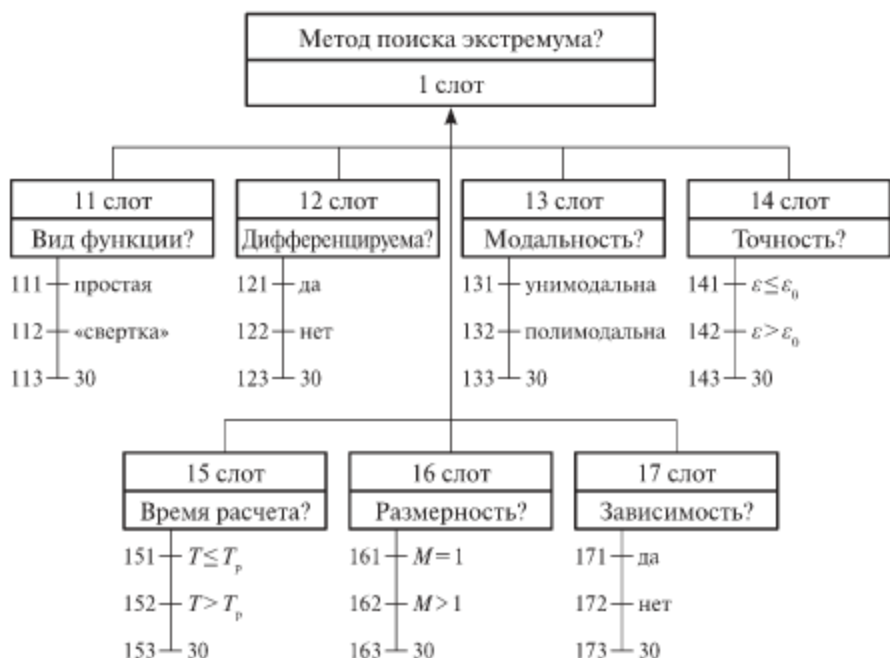 Метод поиска экстремума?
1 слот
11 слот
Вид функции?
111 простая
112 «свертка»
113 30
12 слот
Дифференцируема?
121 да
122 нет
123 30
13 слот
Модальность?
131 унимодальна
132 полимодальна
133 30
14 слот
Точность?
141 ε≤ε₀
142 ε>ε₀
143 30
15 слот
Время расчета?
151 T≤Tₚ
152 T>Tₚ
153 30
16 слот
Размерность?
161 M=1
162 M>1
163 30
17 слот
Зависимость?
171 да
172 нет
173 30